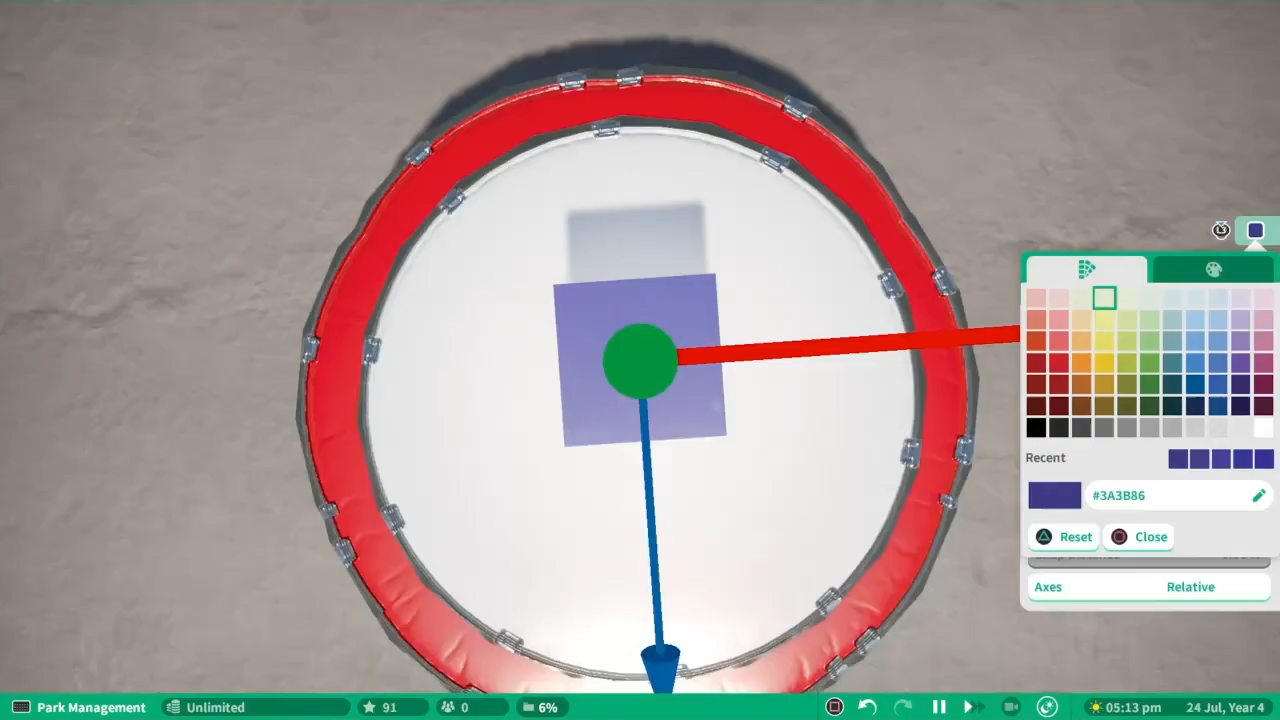 Recent
#3A3B86
Reset
Close
Axes
Relative
Park Management
Unlimited
91
0
6%
05:13 pm
24 Jul, Year 4